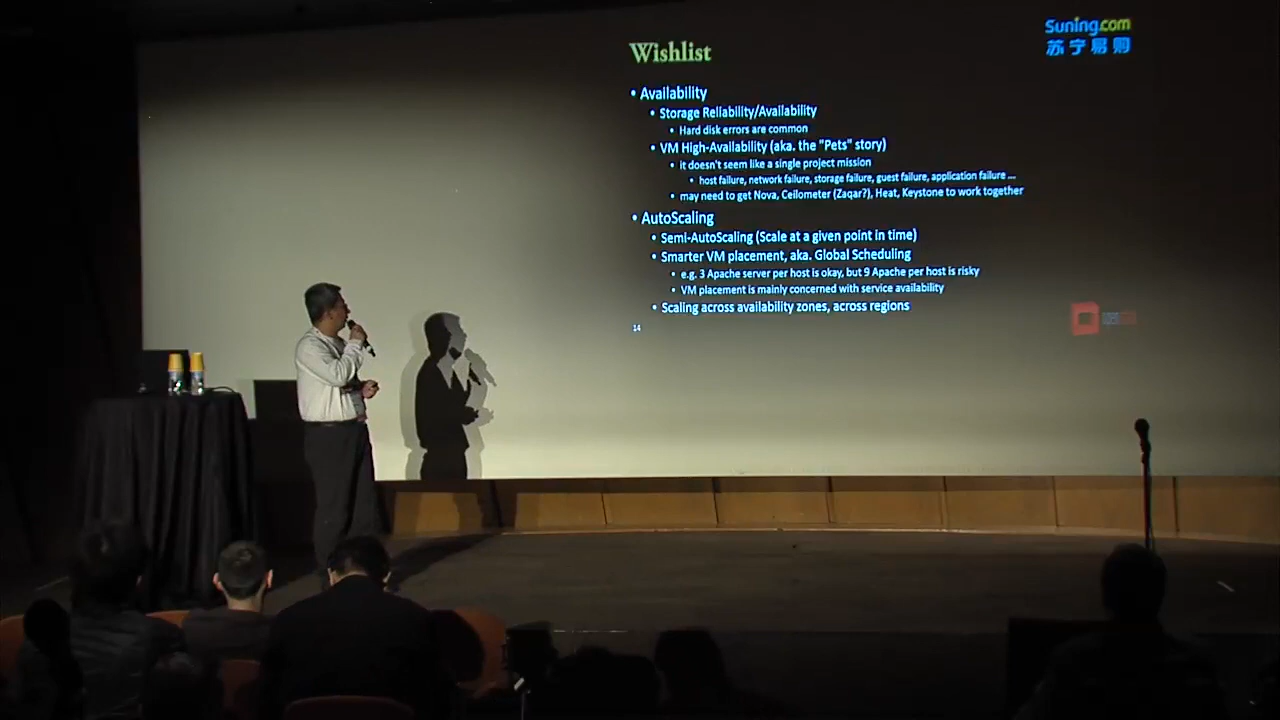 Suning.com
苏宁易购
Wishlist
• Availability
• Storage Reliability/Availability
• Hard disk errors are common
• VM High-Availability (aka. the "Pets" story)
• it doesn't seem like a single project mission
• host failure, network failure, storage failure, guest failure, application failure ...
• may need to get Nova, Ceilometer (Zaqar?), Heat, Keystone to work together
• AutoScaling
• Semi-AutoScaling (Scale at a given point in time)
• Smarter VM placement, aka. Global Scheduling
• e.g. 3 Apache server per host is okay, but 9 Apache per host is risky
• VM placement is mainly concerned with service availability
• Scaling across availability zones, across regions
14